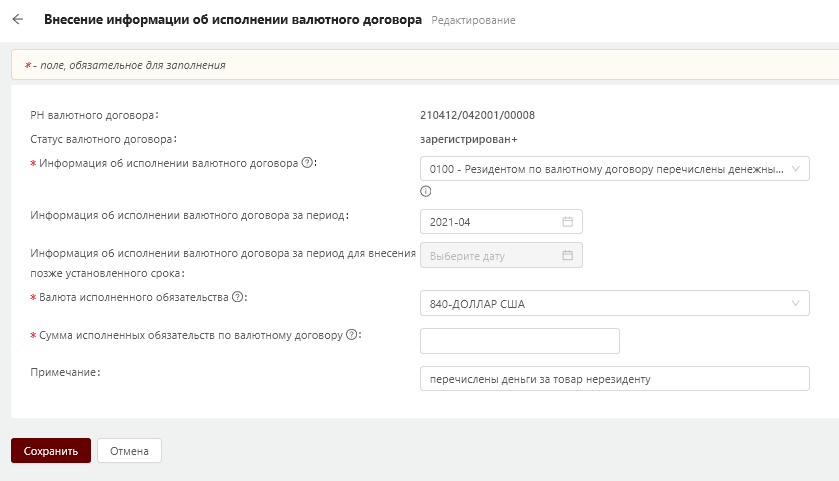 Внесение информации об исполнении валютного договора Редактирование
* - поле, обязательное для заполнения
РН валютного договора: 210412/042001/00008
Статус валютного договора: зарегистрирован+
* Информация об исполнении валютного договора ?: 0100 - Резидентом по валютному договору перечислены денежны...
Информация об исполнении валютного договора за период: 2021-04
Информация об исполнении валютного договора за период для внесения
позже установленного срока: Выберите дату
* Валюта исполненного обязательства ?: 840-ДОЛЛАР США
* Сумма исполненных обязательств по валютному договору ?:
Примечание: перечислены деньги за товар нерезиденту
Сохранить Отмена